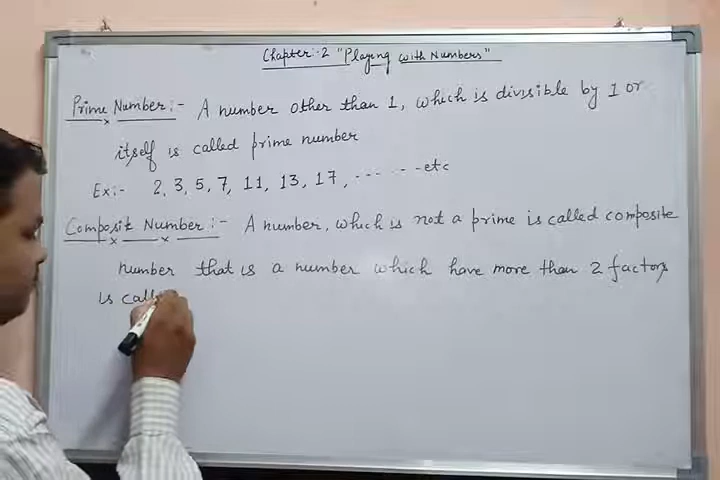 Chapter:-2 "Playing with Numbers"
Prime Number:- A number other than 1, which is divisible by 1 or
itself is called prime number
Ex:- 2, 3, 5, 7, 11, 13, 17, --- - -etc
Composit Number:- A number, which is not a prime is called composite
number that is a number which have more than 2 factors
is call